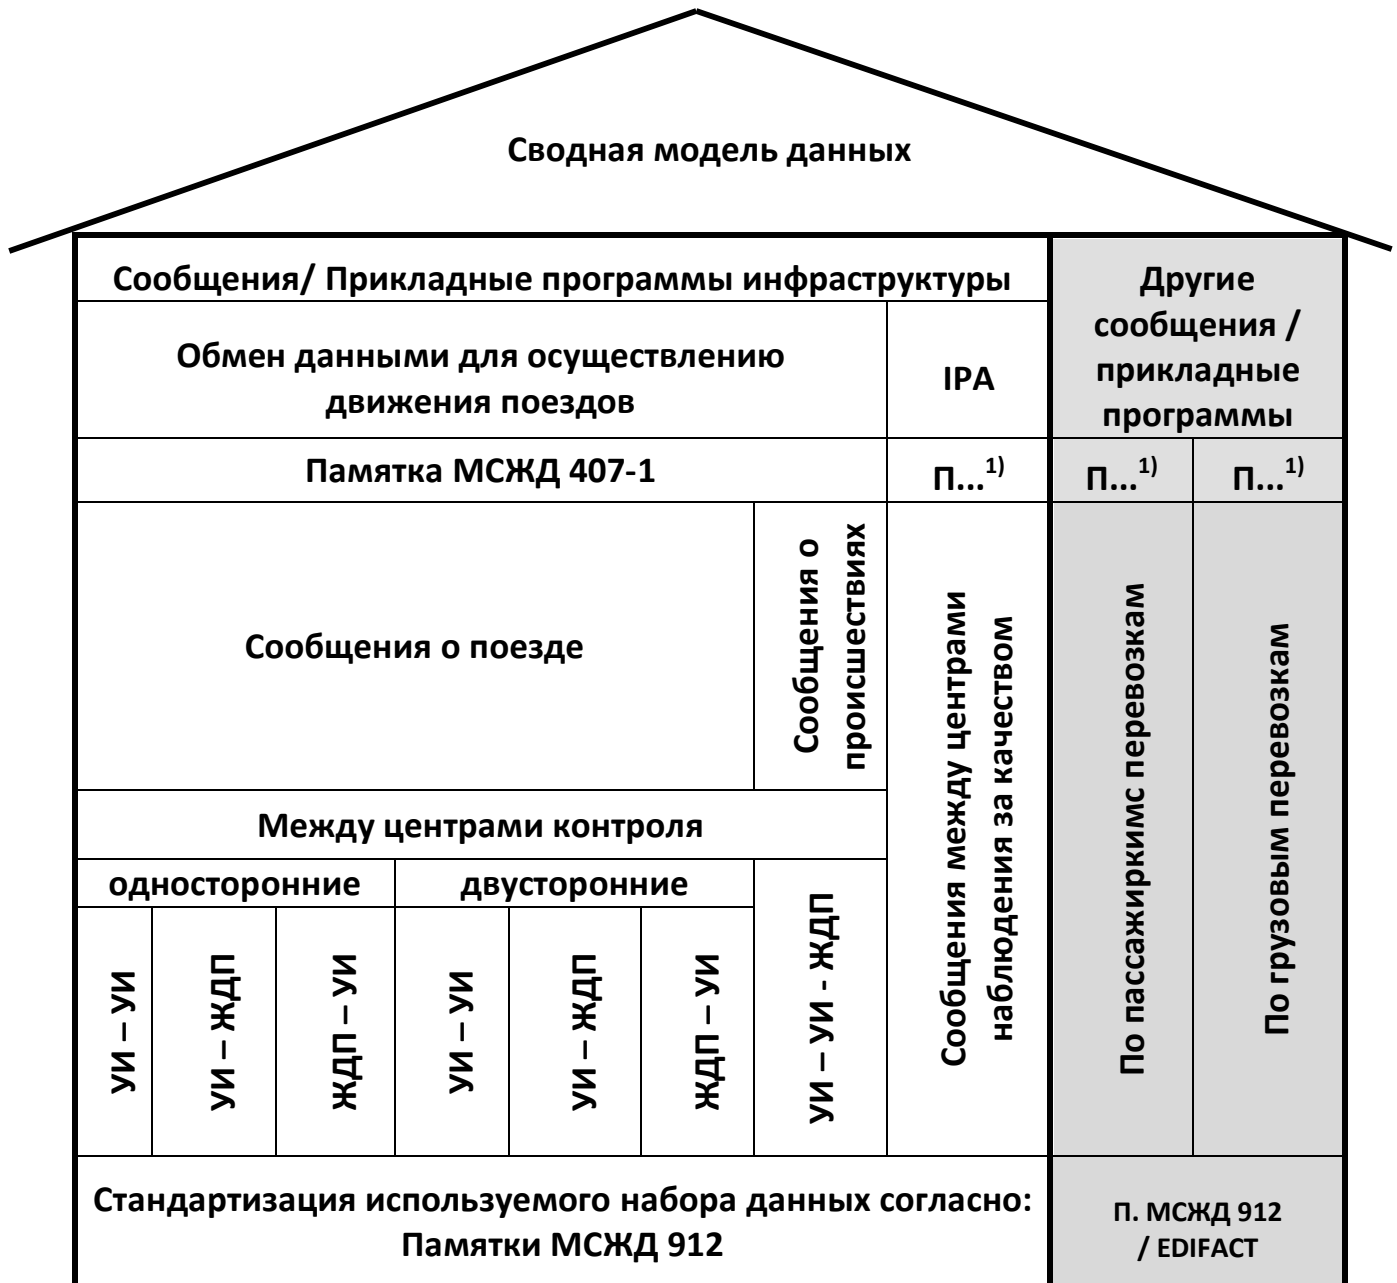 Сводная модель данных
Сообщения/ Прикладные программы инфраструктуры
Другие
сообщения /
прикладные
программы
Обмен данными для осуществлению
движения поездов
IPA
Памятка МСЖД 407-1
П...1)
П...1)
П...1)
Сообщения о поезде
Сообщения о
происшествиях
Сообщения между центрами
наблюдения за качеством
По пассажиркимс перевозкам
По грузовым перевозкам
Между центрами контроля
односторонние
двусторонние
УИ – УИ - ЖДП
УИ – УИ
УИ – ЖДП
ЖДП – УИ
УИ – УИ
УИ – ЖДП
ЖДП – УИ
Стандартизация используемого набора данных согласно:
Памятки МСЖД 912
П. МСЖД 912
/ EDIFACT